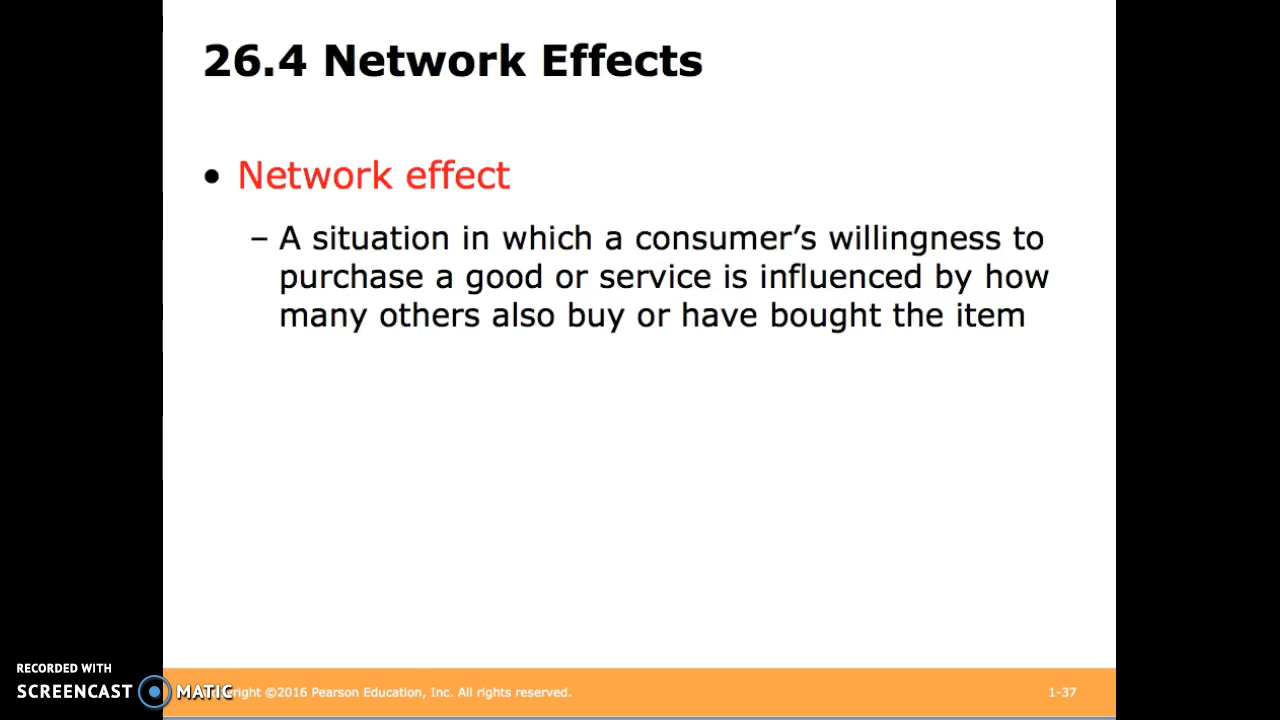 26.4 Network Effects
• Network effect
– A situation in which a consumer's willingness to
purchase a good or service is influenced by how
many others also buy or have bought the item
RECORDED WITH
SCREENCAST MATIC
right ©2016 Pearson Education, Inc. All rights reserved.
1-37